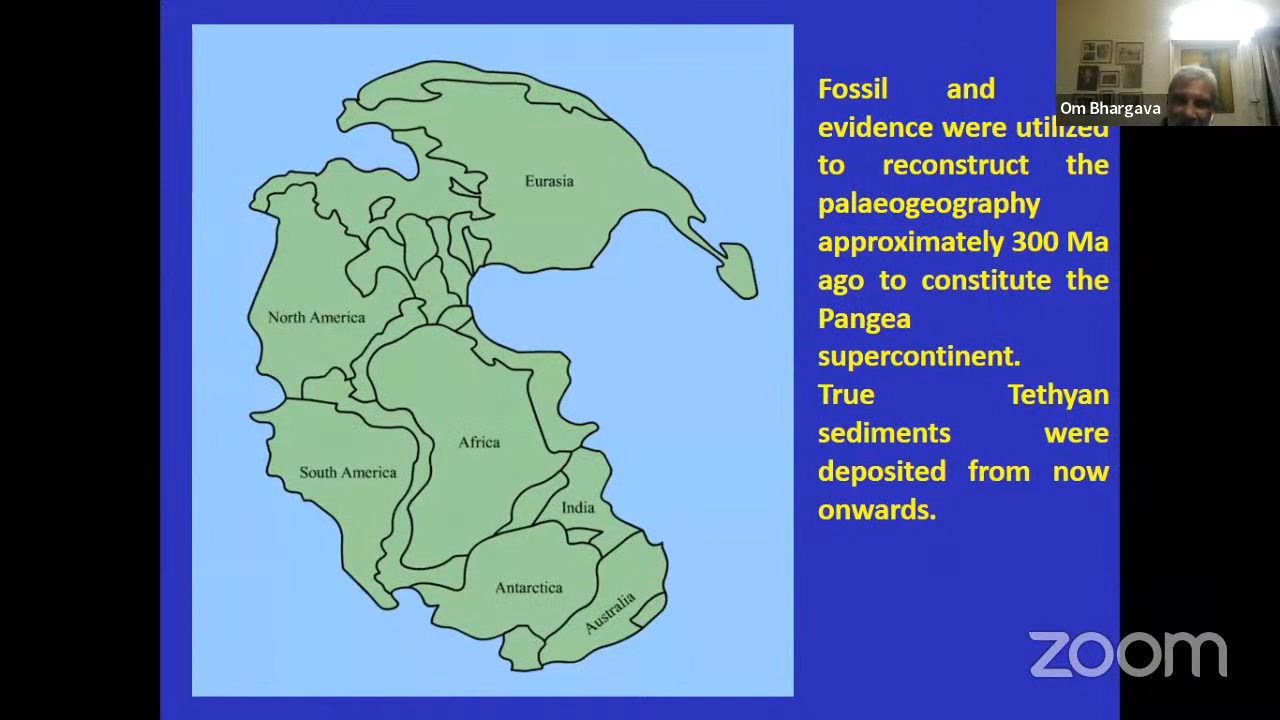 Fossil and
evidence were utilized
to reconstruct the
palaeogeography
approximately 300 Ma
ago to constitute the
Pangea
supercontinent.
True Tethyan
sediments were
deposited from now
onwards.
Om Bhargava
Eurasia
North America
Africa
South America
India
Antarctica
Australia
zoom